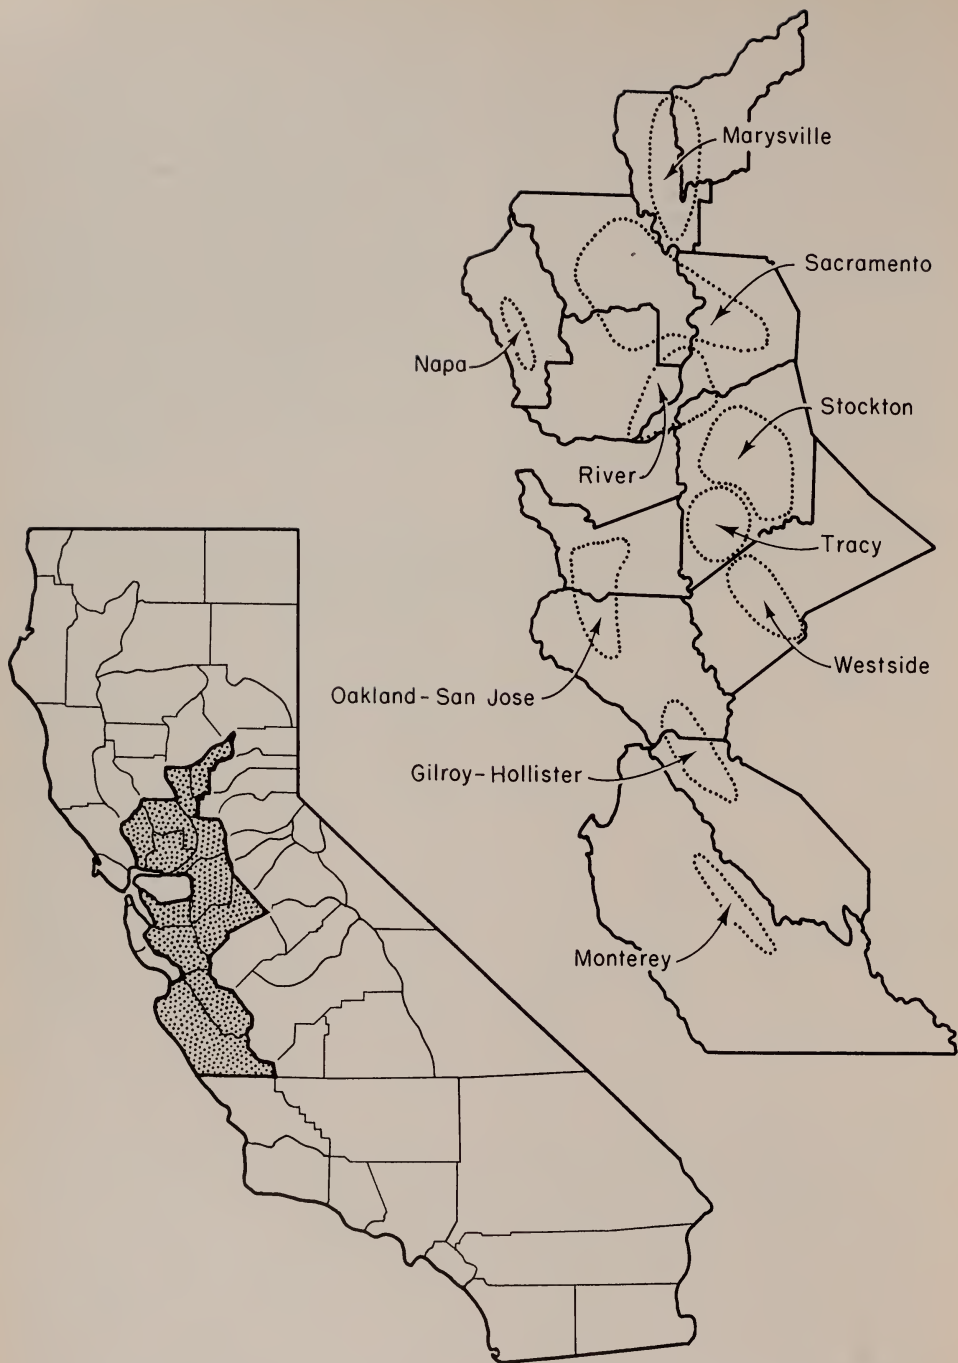 Marysville
Sacramento
Napa
Stockton
River
Tracy
Westside
Oakland - San Jose
Gilroy - Hollister
Monterey